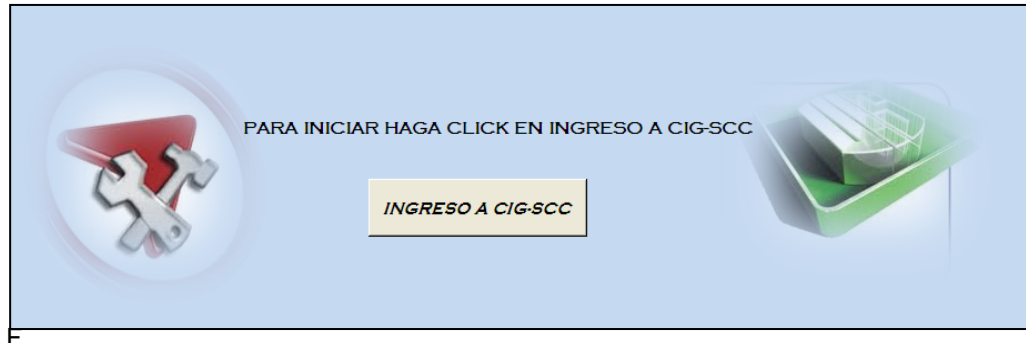 PARA INICIAR HAGA CLICK EN INGRESO A CIG-SCC
INGRESO A CIG-SCC